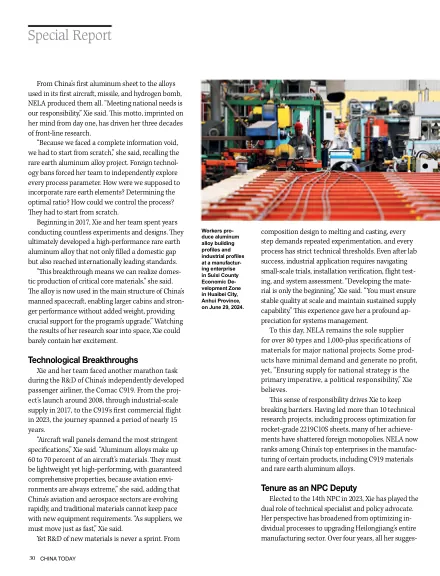 Special Report
From China's first aluminum sheet to the alloys
used in its first aircraft, missile, and hydrogen bomb,
NELA produced them all. "Meeting national needs is
our responsibility," Xie said. This motto, imprinted on
her mind from day one, has driven her three decades
of front-line research.
"Because we faced a complete information void,
we had to start from scratch," she said, recalling the
rare earth aluminum alloy project. Foreign technol-
ogy bans forced her team to independently explore
every process parameter. How were we supposed to
incorporate rare earth elements? Determining the
optimal ratio? How could we control the process?
They had to start from scratch.
Beginning in 2017, Xie and her team spent years
conducting countless experiments and designs. They
ultimately developed a high-performance rare earth
aluminum alloy that not only filled a domestic gap
but also reached internationally leading standards.
"This breakthrough means we can realize domes-
tic production of critical core materials," she said.
The alloy is now used in the main structure of China's
manned spacecraft, enabling larger cabins and stron-
ger performance without added weight, providing
crucial support for the program's upgrade." Watching
the results of her research soar into space, Xie could
barely contain her excitement.
Technological Breakthroughs
Xie and her team faced another marathon task
during the R&D of China's independently developed
passenger airliner, the Comac C919. From the proj-
ect's launch around 2008, through industrial-scale
supply in 2017, to the C919's first commercial flight
in 2023, the journey spanned a period of nearly 15
years.
"Aircraft wall panels demand the most stringent
specifications," Xie said. "Aluminum alloys make up
60 to 70 percent of an aircraft's materials. They must
be lightweight yet high-performing, with guaranteed
comprehensive properties, because aviation envi-
ronments are always extreme," she said, adding that
China's aviation and aerospace sectors are evolving
rapidly, and traditional materials cannot keep pace
with new equipment requirements. "As suppliers, we
must move just as fast," Xie said.
Yet R&D of new materials is never a sprint. From
Workers pro-
duce aluminum
alloy building
profiles and
industrial profiles
at a manufactur-
ing enterprise
in Suixi County
Economic De-
velopment Zone
in Huaibei City,
Anhui Province,
on June 29, 2024.
composition design to melting and casting, every
step demands repeated experimentation, and every
process has strict technical thresholds. Even after lab
success, industrial application requires navigating
small-scale trials, installation verification, flight test-
ing, and system assessment. "Developing the mate-
rial is only the beginning," Xie said. "You must ensure
stable quality at scale and maintain sustained supply
capability." This experience gave her a profound ap-
preciation for systems management.
To this day, NELA remains the sole supplier
for over 80 types and 1,000-plus specifications of
materials for major national projects. Some prod-
ucts have minimal demand and generate no profit,
yet, "Ensuring supply for national strategy is the
primary imperative, a political responsibility," Xie
believes.
This sense of responsibility drives Xie to keep
breaking barriers. Having led more than 10 technical
research projects, including process optimization for
rocket-grade 2219C10S sheets, many of her achieve-
ments have shattered foreign monopolies. NELA now
ranks among China's top enterprises in the manufac-
turing of certain products, including C919 materials
and rare earth aluminum alloys.
Tenure as an NPC Deputy
Elected to the 14th NPC in 2023, Xie has played the
dual role of technical specialist and policy advocate.
Her perspective has broadened from optimizing in-
dividual processes to upgrading Heilongjiang's entire
manufacturing sector. Over four years, all her sugges-
30 CHINA TODAY